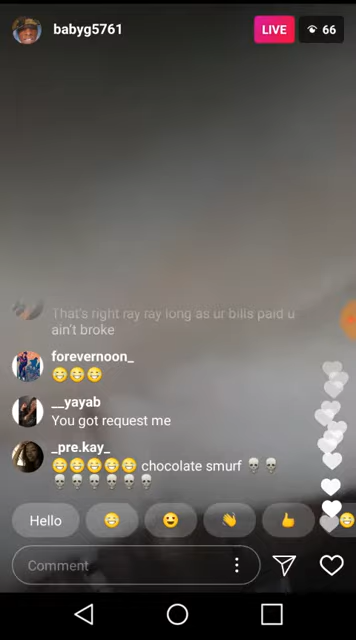 babyg5761
LIVE
66
That's right ray ray long as ur bills paid u
ain't broke
forevernoon_
😁😁😁
__yayab
You got request me
_pre.kay_
😁😁😁😁😁 chocolate smurf 💀💀
💀💀💀💀💀💀
Hello
Comment